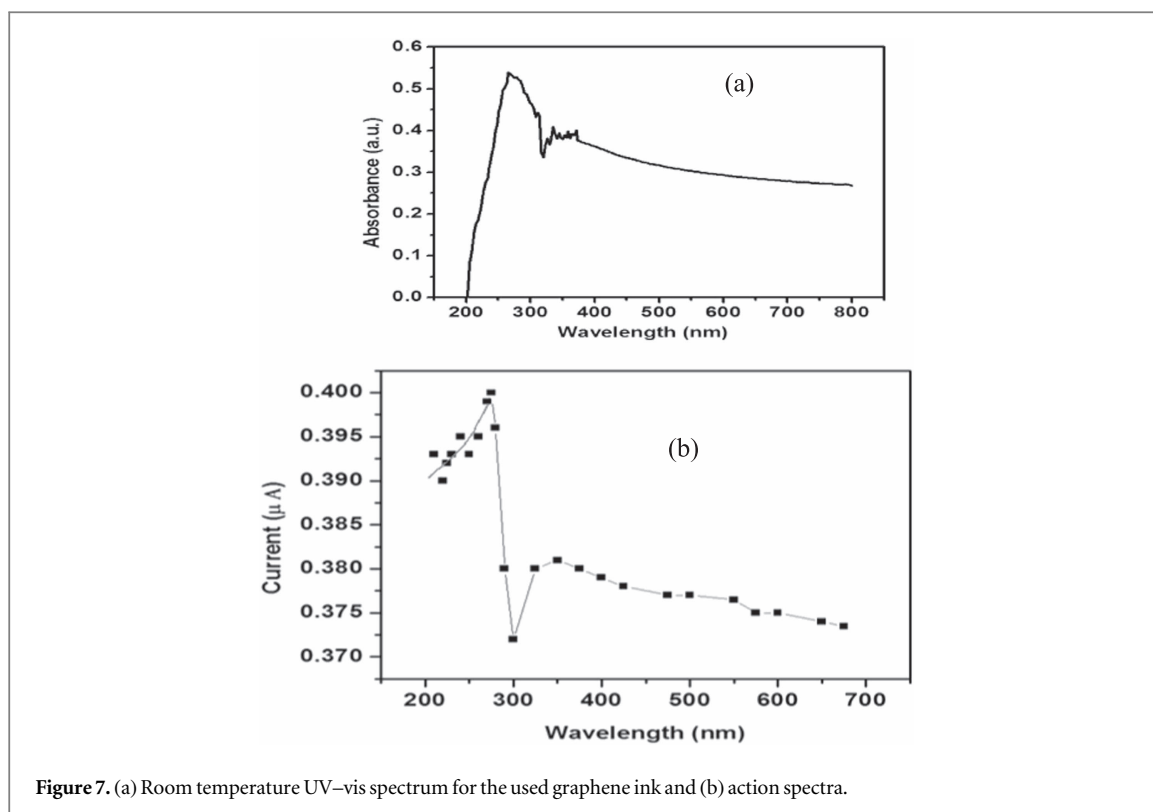 (a)
Absorbance (a.u.)
0.6
0.5
0.4
0.3
0.2
0.1
0.0
200 300 400 500 600 700 800
Wavelength (nm)
(b)
Current (μ A)
0.400
0.395
0.390
0.385
0.380
0.375
0.370
200 300 400 500 600 700
Wavelength (nm)
Figure 7. (a) Room temperature UV–vis spectrum for the used graphene ink and (b) action spectra.